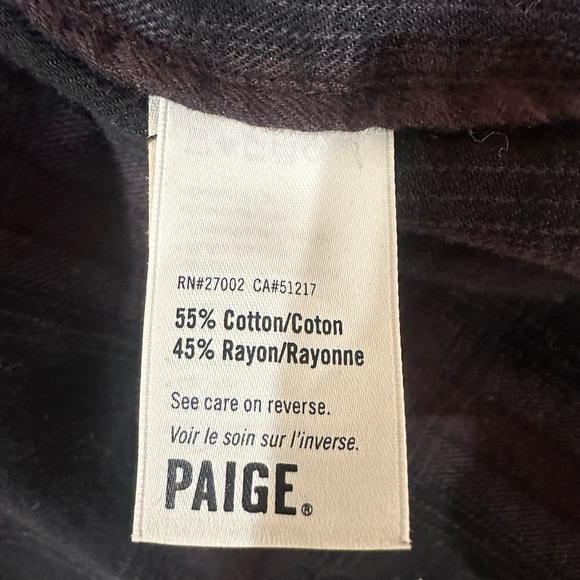 RN#27002 CA#51217
55% Cotton/Coton
45% Rayon/Rayonne
See care on reverse.
Voir le soin sur l'inverse.
PAIGE®